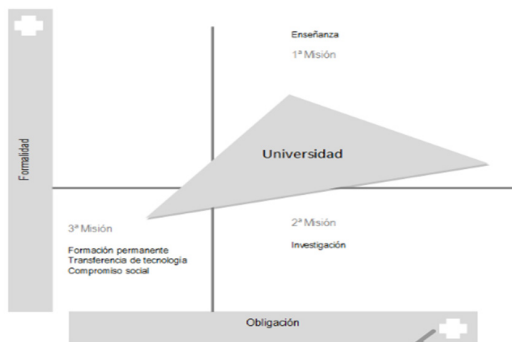 Enseñanza
1ª Misión
Formalidad
Universidad
3ª Misión
Formación permanente
Transferencia de tecnología
Compromiso social
2ª Misión
Investigación
Obligación